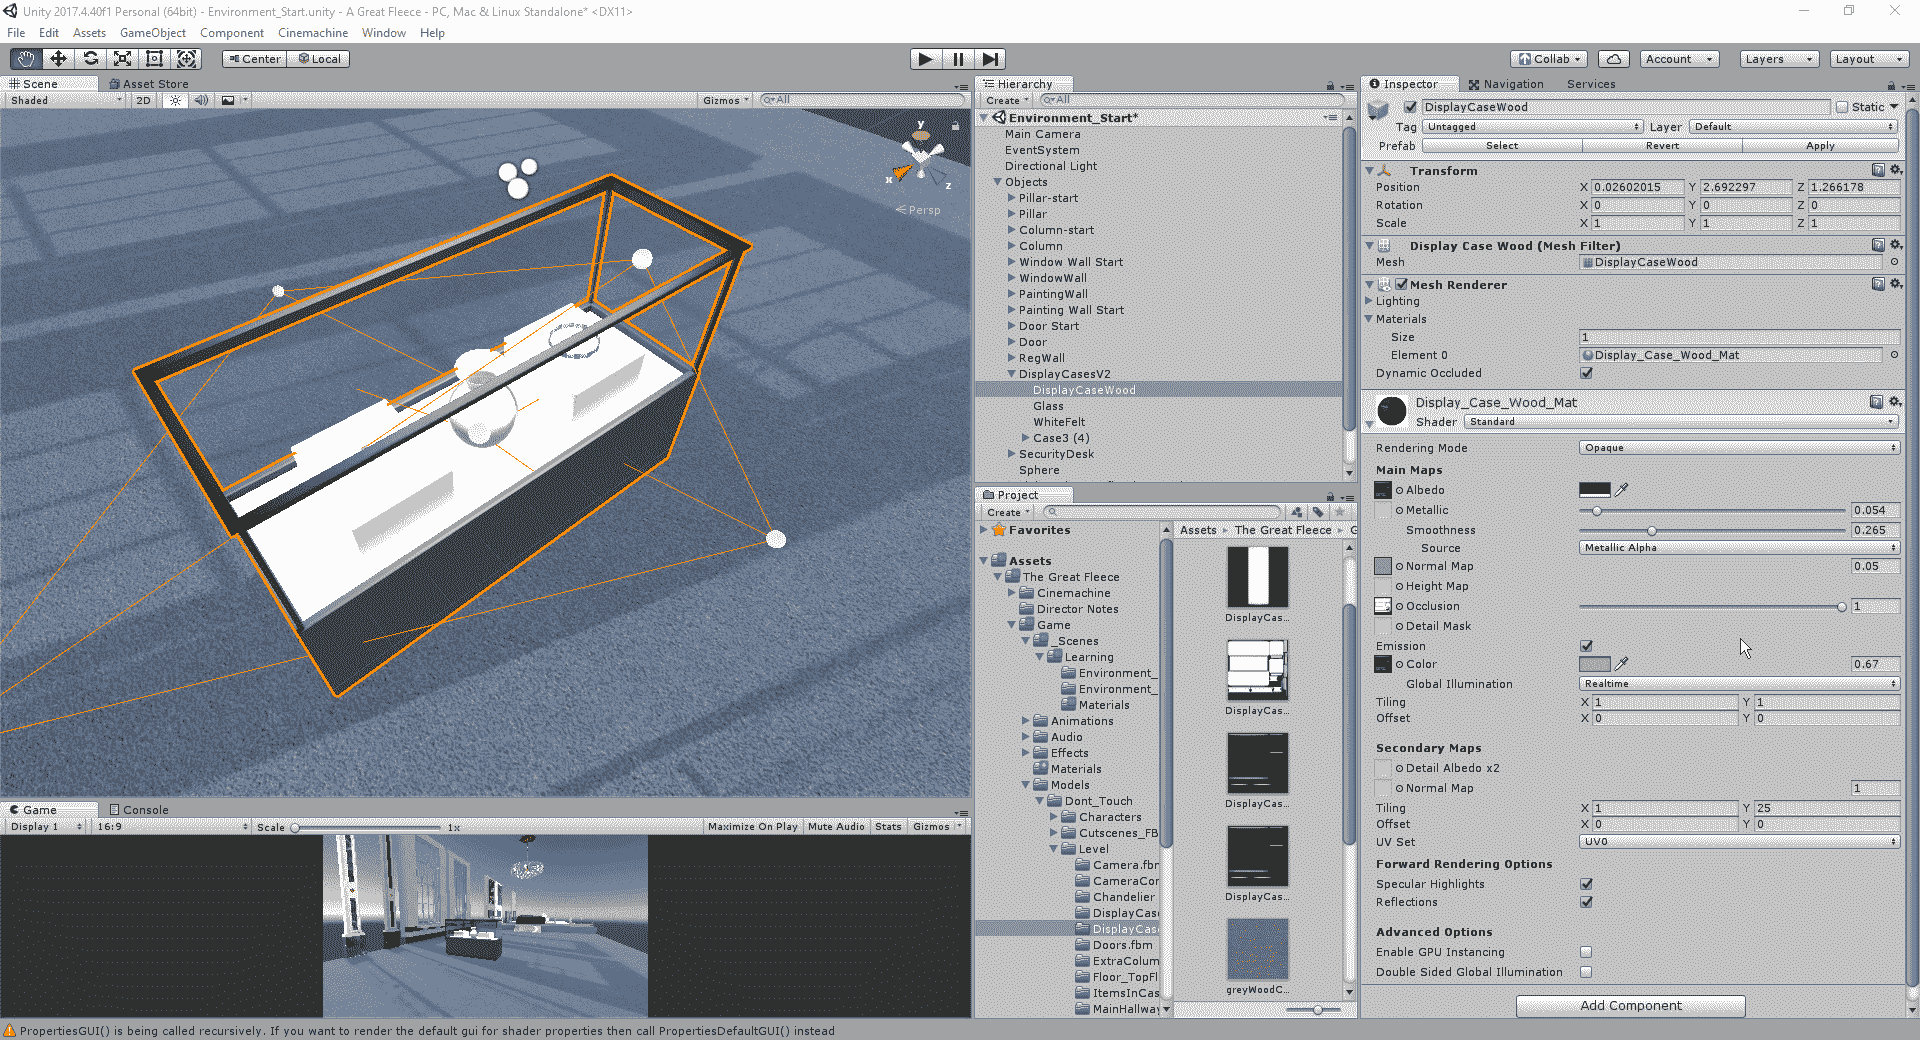 Unity 2017.4.40f1 Personal (64bit) - Environment_Start.unity - A Great Fleece - PC, Mac & Linux Standalone* <DX11>
File Edit Assets GameObject Component Cinemachine Window Help
Center Local Collab Account Layers Layout
Scene Asset Store
Shaded 2D Gizmos All
y
x
z
Persp
Game Console
Display 1 16:9 Scale 1x Maximize On Play Mute Audio Stats Gizmos
Hierarchy
Create All
Environment_Start*
Main Camera
EventSystem
Directional Light
Objects
Pillar-start
Pillar
Column-start
Column
Window Wall Start
WindowWall
PaintingWall
Painting Wall Start
Door Start
Door
RegWall
DisplayCasesV2
DisplayCaseWood
Glass
WhiteFelt
Case3 (4)
SecurityDesk
Sphere
Project
Create
Favorites
Assets
The Great Fleece
Cinemachine
Director Notes
Game
_Scenes
Learning
Environment_
Environment_
Materials
Animations
Audio
Effects
Materials
Models
Dont_Touch
Characters
Cutscenes_FB
Level
Camera.fbm
CameraCor
Chandelier
DisplayCas
DisplayCas
Doors.fbm
ExtraColum
Floor_TopFl
ItemsInCas
MainHallway
Assets The Great Fleece G
DisplayCas...
DisplayCas...
DisplayCas...
DisplayCas...
greyWoodC...
Inspector Navigation Services
DisplayCaseWood Static
Tag Untagged Layer Default
Prefab Select Revert Apply
Transform
Position X 0.02602015 Y 2.692297 Z 1.266178
Rotation X 0 Y 0 Z 0
Scale X 1 Y 1 Z 1
Display Case Wood (Mesh Filter)
Mesh DisplayCaseWood
Mesh Renderer
Lighting
Materials
Size 1
Element 0 Display_Case_Wood_Mat
Dynamic Occluded
Display_Case_Wood_Mat
Shader Standard
Rendering Mode Opaque
Main Maps
Albedo
Metallic 0.054
Smoothness 0.265
Source Metallic Alpha
Normal Map 0.05
Height Map
Occlusion 1
Detail Mask
Emission
Color 0.67
Global Illumination Realtime
Tiling X 1 Y 1
Offset X 0 Y 0
Secondary Maps
Detail Albedo x2
Normal Map 1
Tiling X 1 Y 25
Offset X 0 Y 0
UV Set UV0
Forward Rendering Options
Specular Highlights
Reflections
Advanced Options
Enable GPU Instancing
Double Sided Global Illumination
Add Component
PropertiesGUI() is being called recursively. If you want to render the default gui for shader properties then call PropertiesDefaultGUI() instead